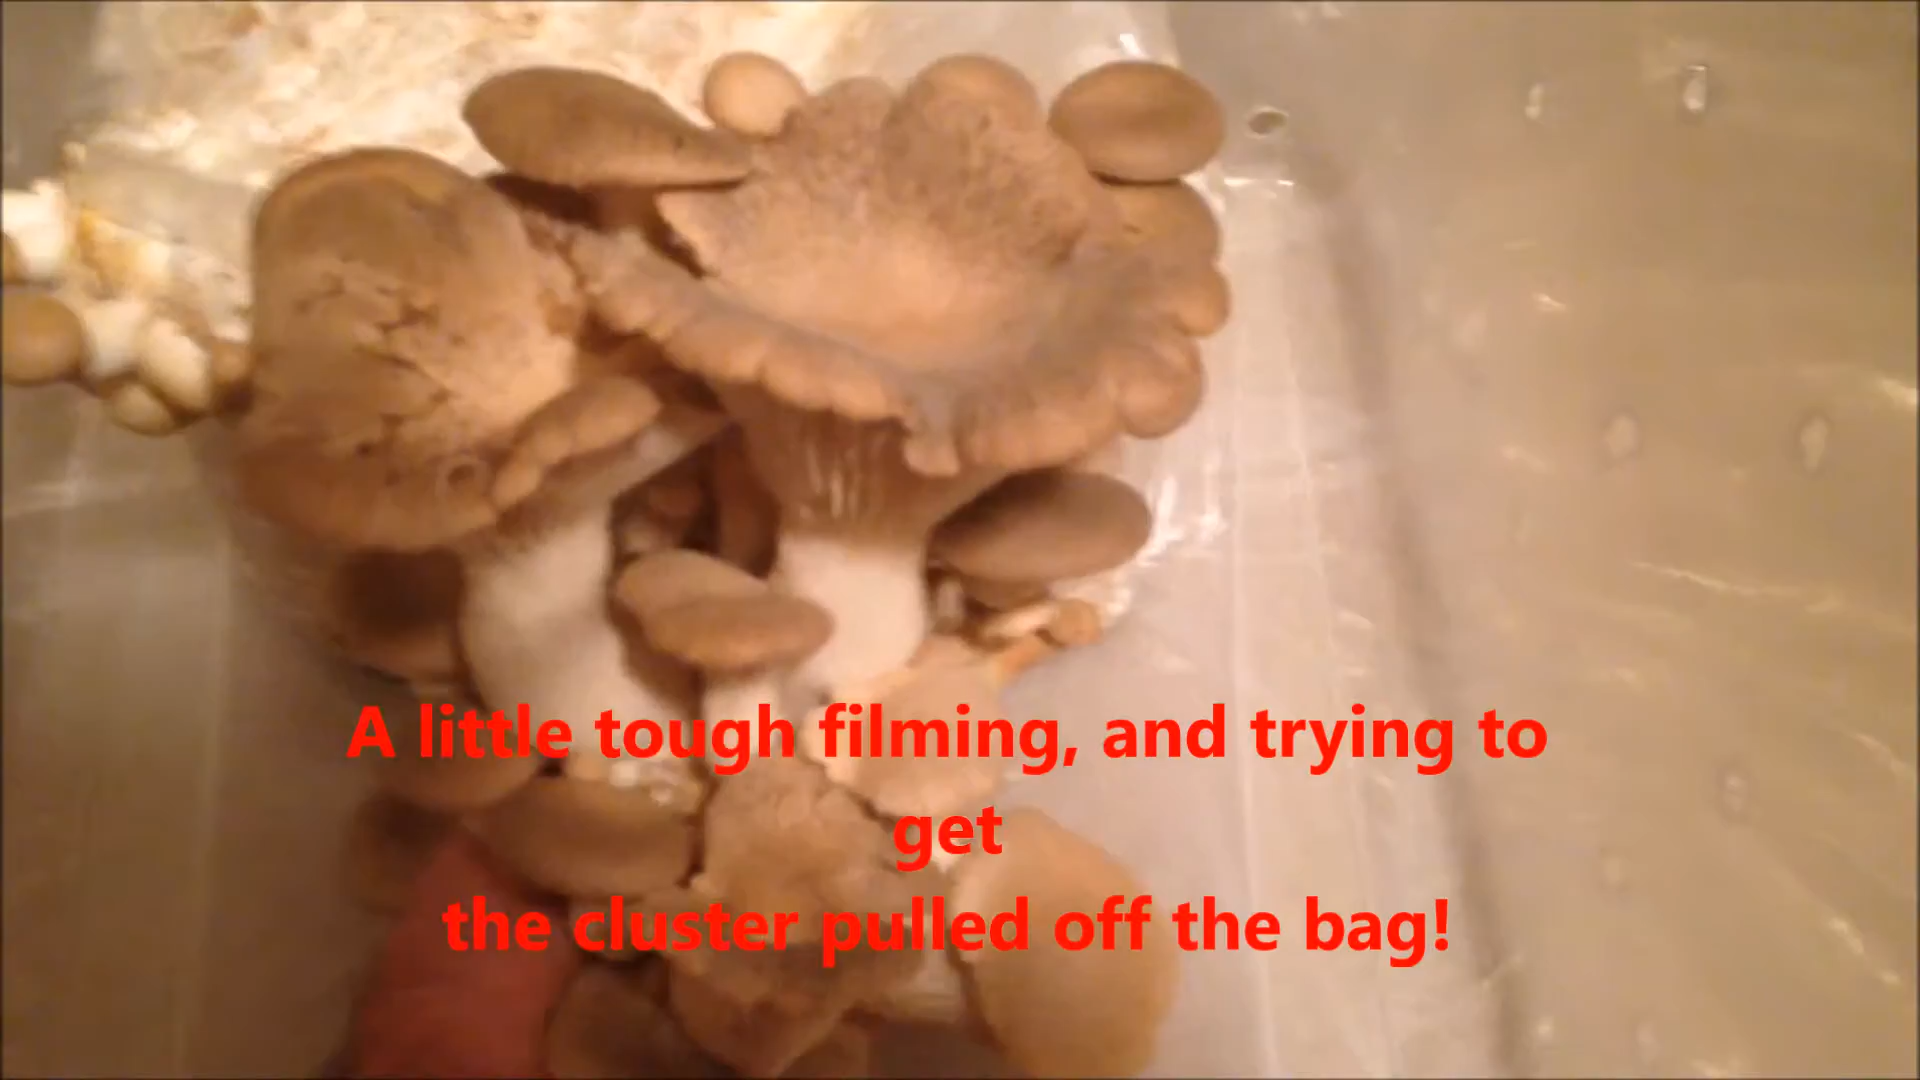 A little tough filming, and trying to
get
the cluster pulled off the bag!